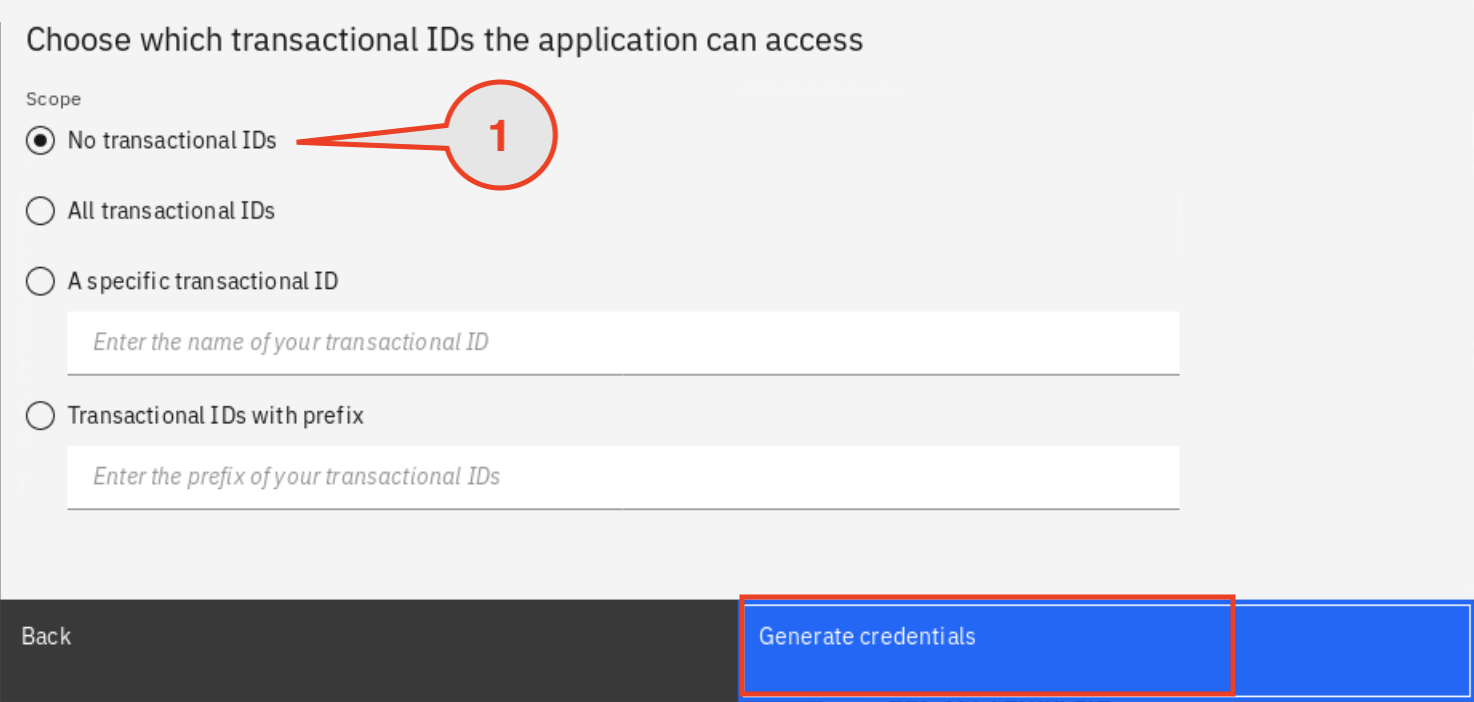 Choose which transactional IDs the application can access
Scope
No transactional IDs
1
All transactional IDs
A specific transactional ID
Enter the name of your transactional ID
Transactional IDs with prefix
Enter the prefix of your transactional IDs
Back
Generate credentials